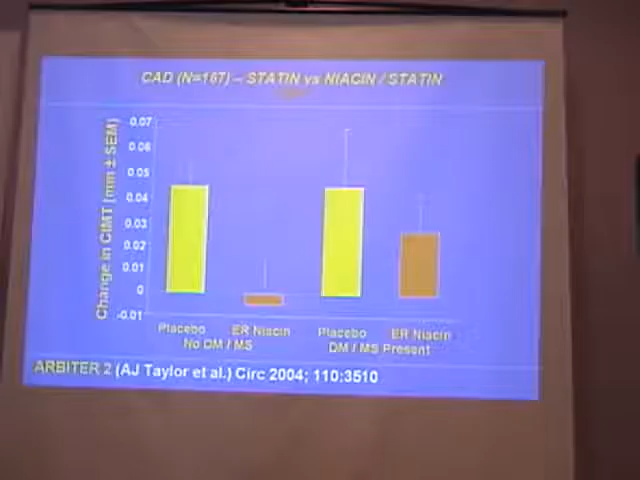 CAD (N=167) – STATIN vs NIACIN / STATIN
Change in CIMT [mm ± SEM]
0.07
0.06
0.05
0.04
0.03
0.02
0.01
0
-0.01
Placebo ER Niacin Placebo ER Niacin
No DM / MS DM / MS Present
ARBITER 2 (AJ Taylor et al.) Circ 2004; 110:3510